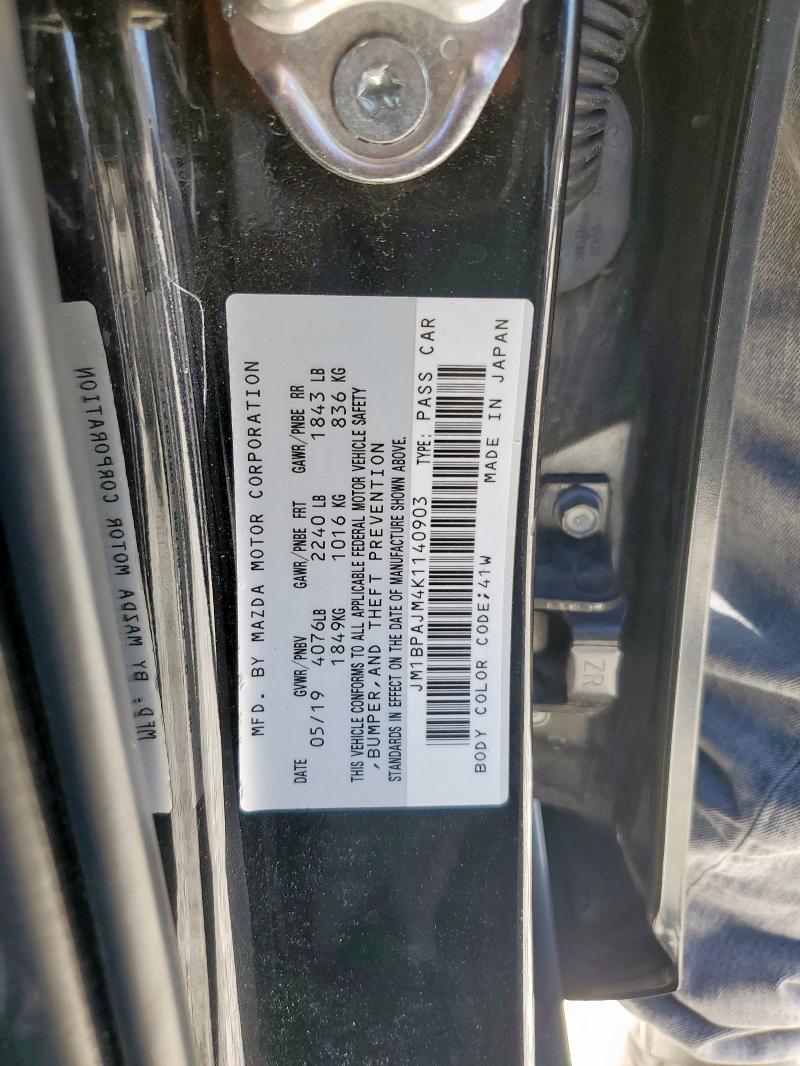 MFD. BY MAZDA MOTOR CORPORATION
DATE GVWR/PNBV GAWR/PNBE FRT GAWR/PNBE RR
05/19 4076LB 2240 LB 1843 LB
1849KG 1016 KG 836 KG
THIS VEHICLE CONFORMS TO ALL APPLICABLE FEDERAL MOTOR VEHICLE SAFETY
,BUMPER,AND THEFT PREVENTION
STANDARDS IN EFFECT ON THE DATE OF MANUFACTURE SHOWN ABOVE.
JM1BPAJM4K1140903 TYPE: PASS CAR
BODY COLOR CODE;41W MADE IN JAPAN
ZR
MFD. BY MAZDA MOTOR CORPORATION